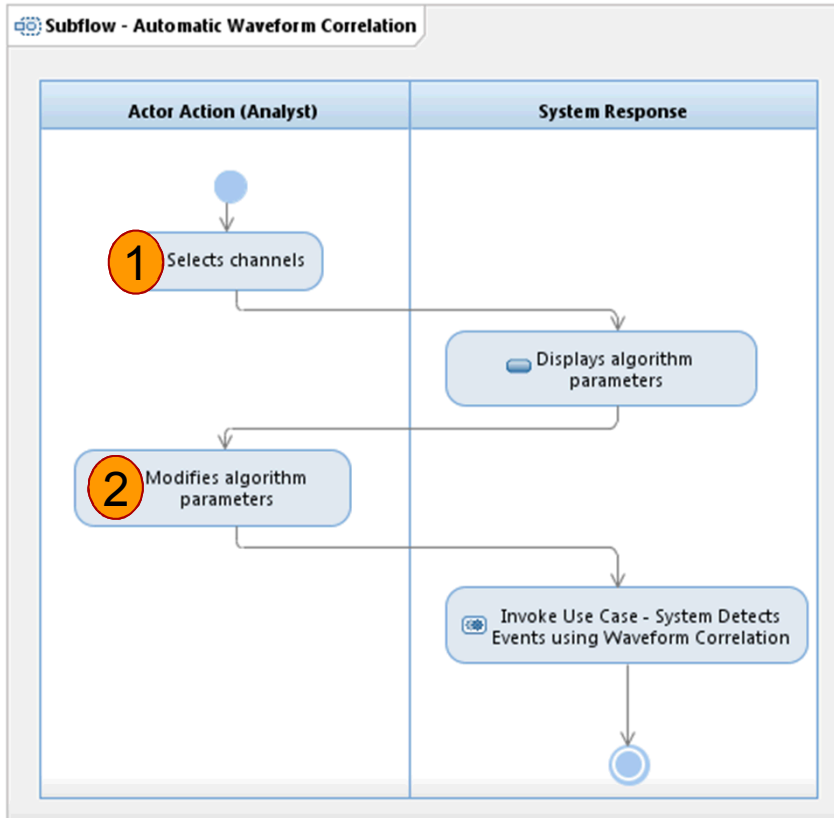 Subflow - Automatic Waveform Correlation
Actor Action (Analyst)
System Response
1
Selects channels
Displays algorithm
parameters
2
Modifies algorithm
parameters
Invoke Use Case - System Detects
Events using Waveform Correlation